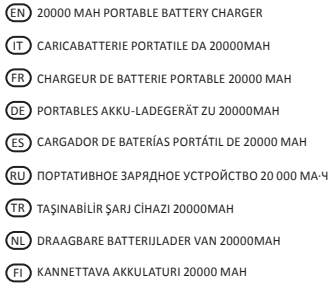 EN 20000 MAH PORTABLE BATTERY CHARGER
IT CARICABATTERIE PORTATILE DA 20000MAH
FR CHARGEUR DE BATTERIE PORTABLE 20000 MAH
DE PORTABLES AKKU-LADEGERÄT ZU 20000MAH
ES CARGADOR DE BATERÍAS PORTÁTIL DE 20000 MAH
RU ПОРТАТИВНОЕ ЗАРЯДНОЕ УСТРОЙСТВО 20 000 МА·Ч
TR TAŞINABİLİR ŞARJ CİHAZI 20000MAH
NL DRAAGBARE BATTERIJLADER VAN 20000MAH
FI KANNETTAVA AKKULATURI 20000 MAH